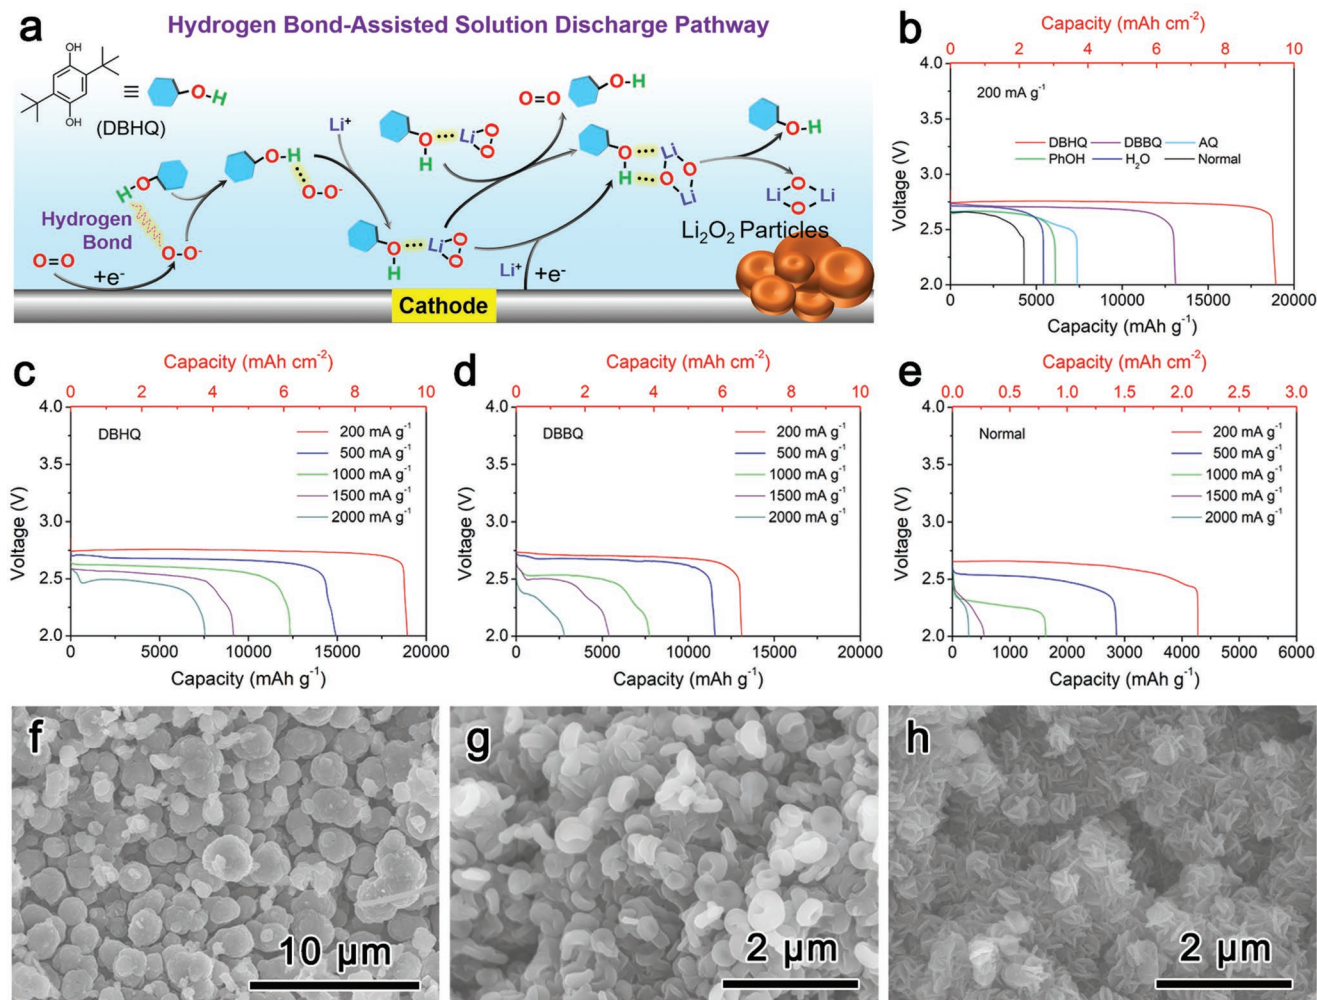 a
Hydrogen Bond-Assisted Solution Discharge Pathway
OH
OH
(DBHQ)
≡
O-H
H
O
Hydrogen
Bond
O=O
+e⁻
O-O⁻
O-H
O-O⁻
Li⁺
O
H
Li
O
O
O
H
Li
O
O
O=O
O-H
Li⁺
+e⁻
O
H
Li
O
O
Li
O-H
O
Li
Li
O
Li₂O₂ Particles
Cathode
b
Capacity (mAh cm⁻²)
0 2 4 6 8 10
4.0
3.5
3.0
2.5
2.0
Voltage (V)
200 mA g⁻¹
DBHQ DBBQ AQ
PhOH H₂O Normal
0 5000 10000 15000 20000
Capacity (mAh g⁻¹)
c
Capacity (mAh cm⁻²)
0 2 4 6 8 10
4.0
3.5
3.0
2.5
2.0
Voltage (V)
DBHQ
200 mA g⁻¹
500 mA g⁻¹
1000 mA g⁻¹
1500 mA g⁻¹
2000 mA g⁻¹
0 5000 10000 15000 20000
Capacity (mAh g⁻¹)
d
Capacity (mAh cm⁻²)
0 2 4 6 8 10
4.0
3.5
3.0
2.5
2.0
Voltage (V)
DBBQ
200 mA g⁻¹
500 mA g⁻¹
1000 mA g⁻¹
1500 mA g⁻¹
2000 mA g⁻¹
0 5000 10000 15000 20000
Capacity (mAh g⁻¹)
e
Capacity (mAh cm⁻²)
0.0 0.5 1.0 1.5 2.0 2.5 3.0
4.0
3.5
3.0
2.5
2.0
Voltage (V)
Normal
200 mA g⁻¹
500 mA g⁻¹
1000 mA g⁻¹
1500 mA g⁻¹
2000 mA g⁻¹
0 1000 2000 3000 4000 5000 6000
Capacity (mAh g⁻¹)
f
10 μm
g
2 μm
h
2 μm